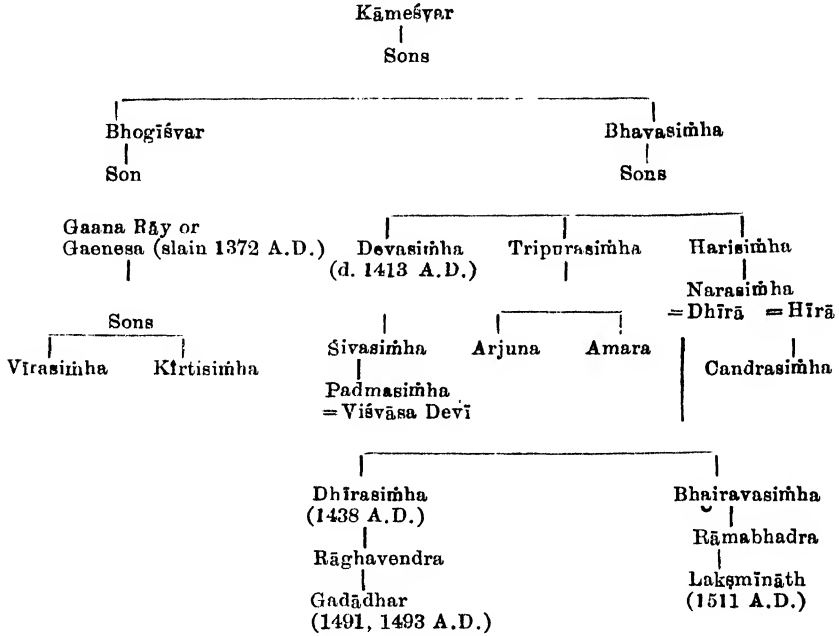 Kāmeśvar
Sons
Bhogīśvar Bhavasiṁha
Son Sons
Gaana Rāy or
Gaenesa (slain 1372 A.D.) Devasiṁha Tripurasiṁha Harisiṁha
(d. 1413 A.D.)
Narasiṁha
= Dhīrā = Hīrā
Sons
Vīrasiṁha Kīrtisiṁha Śivasiṁha Arjuna Amara Candrasiṁha
Padmasiṁha
= Viśvāsa Devī
Dhīrasiṁha Bhairavasiṁha
(1438 A.D.)
Rāmabhadra
Rāghavendra
Lakṣmīnāth
Gadādhar (1511 A.D.)
(1491, 1493 A.D.)